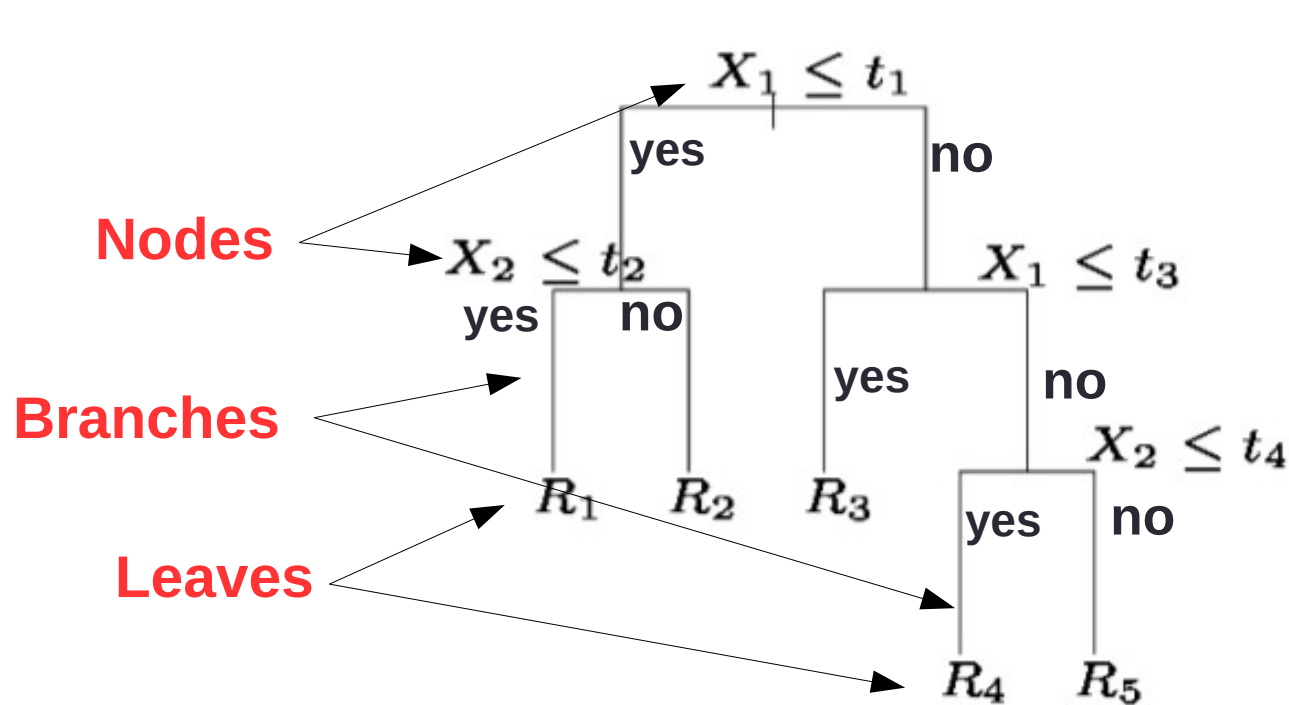 X₁ ≤ t₁
yes
no
Nodes
X₂ ≤ t₂
X₁ ≤ t₃
yes
no
yes
no
Branches
X₂ ≤ t₄
R₁
R₂
R₃
yes
no
Leaves
R₄
R₅